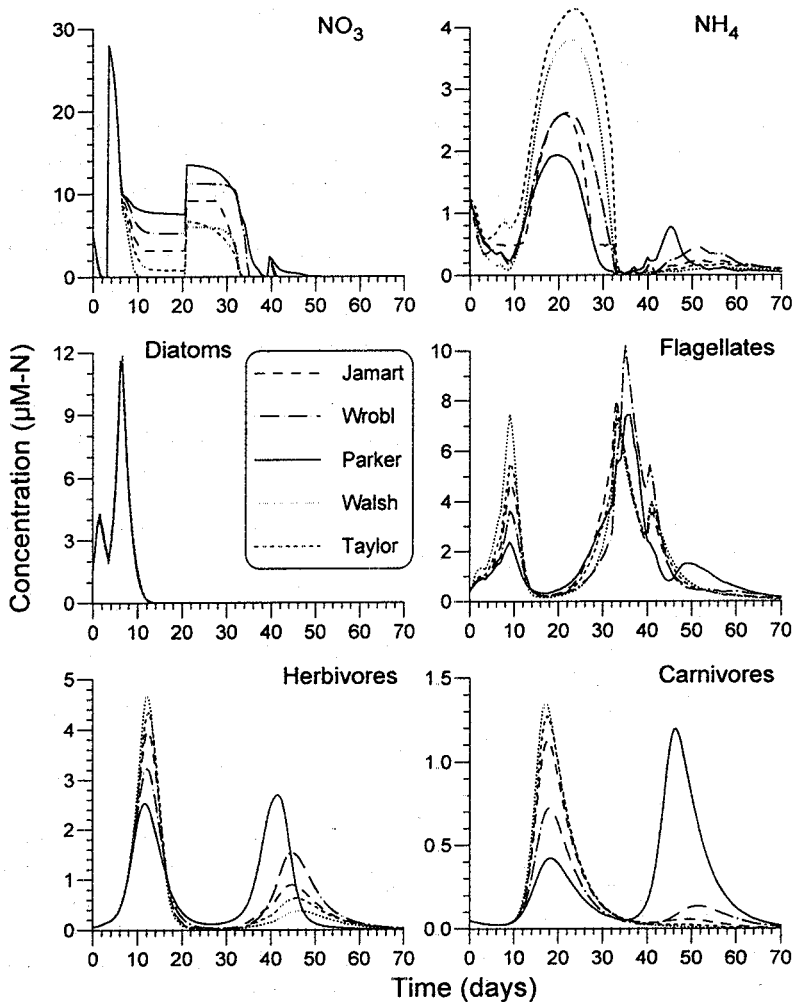 NO3
NH4
30
20
10
0
0 10 20 30 40 50 60 70
4
3
2
1
0
0 10 20 30 40 50 60 70
Concentration (µM-N)
Diatoms
12
9
6
3
0
0 10 20 30 40 50 60 70
Jamart
Wrobl
Parker
Walsh
Taylor
Flagellates
10
8
6
4
2
0
0 10 20 30 40 50 60 70
Herbivores
5
4
3
2
1
0
0 10 20 30 40 50 60 70
Carnivores
1.5
1.0
0.5
0.0
0 10 20 30 40 50 60 70
Time (days)